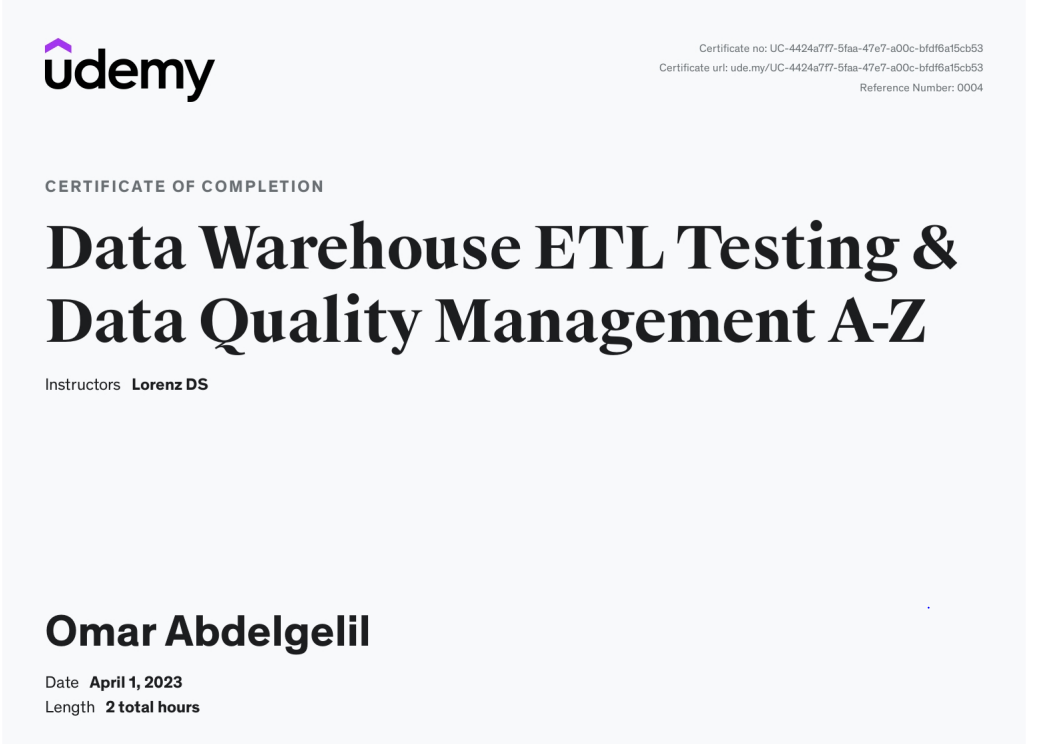 udemy
Certificate no: UC-4424a7f7-5faa-47e7-a00c-bfdf6a15cb53
Certificate url: ude.my/UC-4424a7f7-5faa-47e7-a00c-bfdf6a15cb53
Reference Number: 0004
CERTIFICATE OF COMPLETION
Data Warehouse ETL Testing &
Data Quality Management A-Z
Instructors Lorenz DS
Omar Abdelgelil
Date April 1, 2023
Length 2 total hours